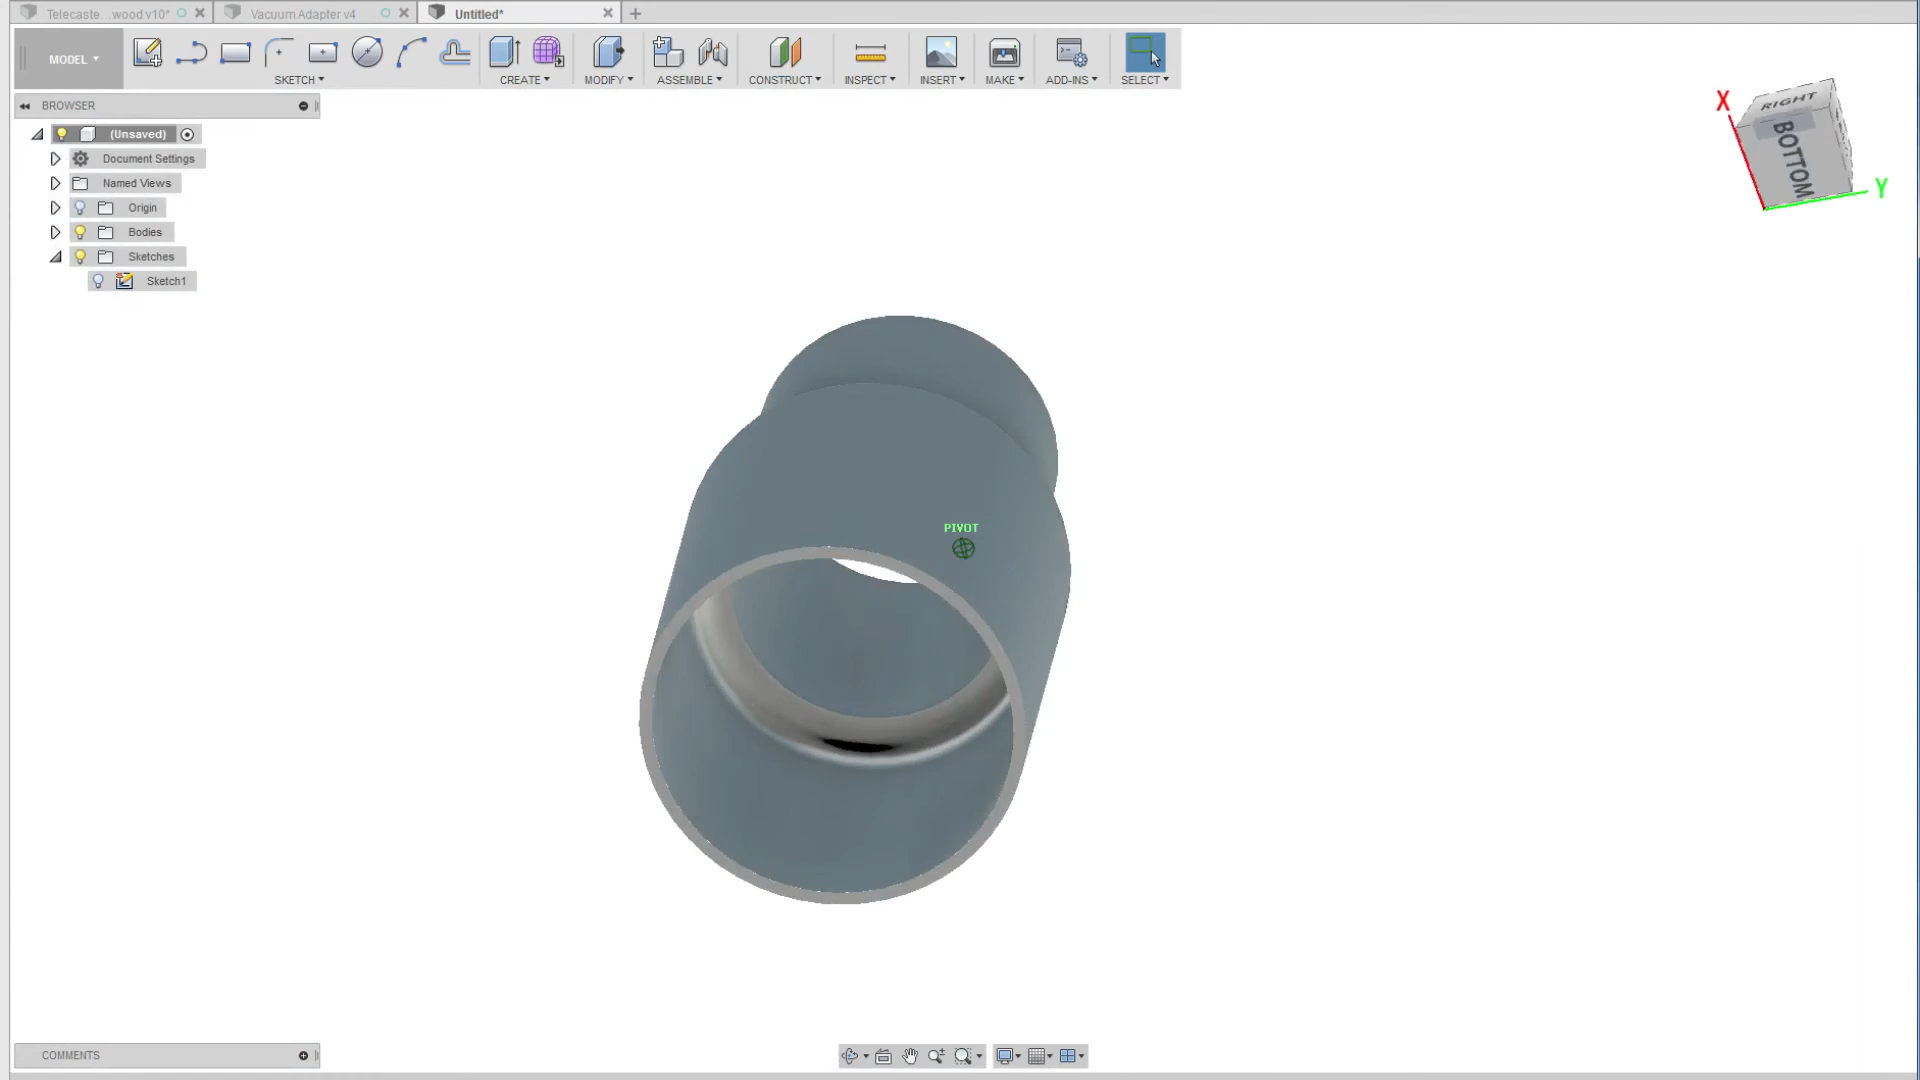 Telecaste...wood v10*
Vacuum Adapter v4
Untitled*
MODEL
SKETCH
CREATE
MODIFY
ASSEMBLE
CONSTRUCT
INSPECT
INSERT
MAKE
ADD-INS
SELECT
BROWSER
(Unsaved)
Document Settings
Named Views
Origin
Bodies
Sketches
Sketch1
X
RIGHT
BOTTOM
Y
PIVOT
COMMENTS